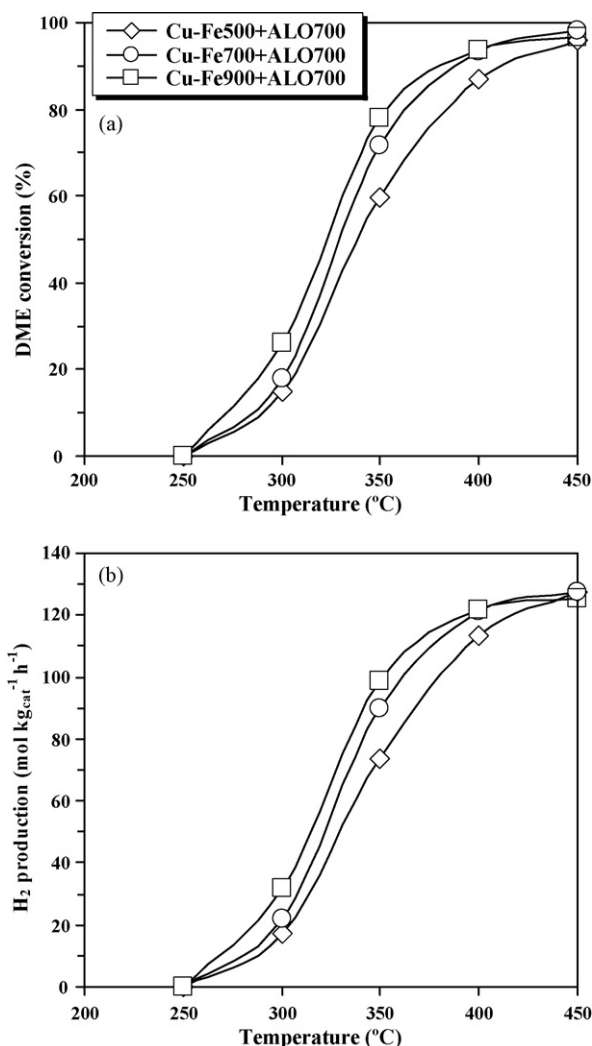 Cu-Fe500+ALO700
Cu-Fe700+ALO700
Cu-Fe900+ALO700
(a)
DME conversion (%)
100
80
60
40
20
0
200 250 300 350 400 450
Temperature (ºC)
(b)
H₂ production (mol kgcat⁻¹ h⁻¹)
140
120
100
80
60
40
20
0
200 250 300 350 400 450
Temperature (ºC)